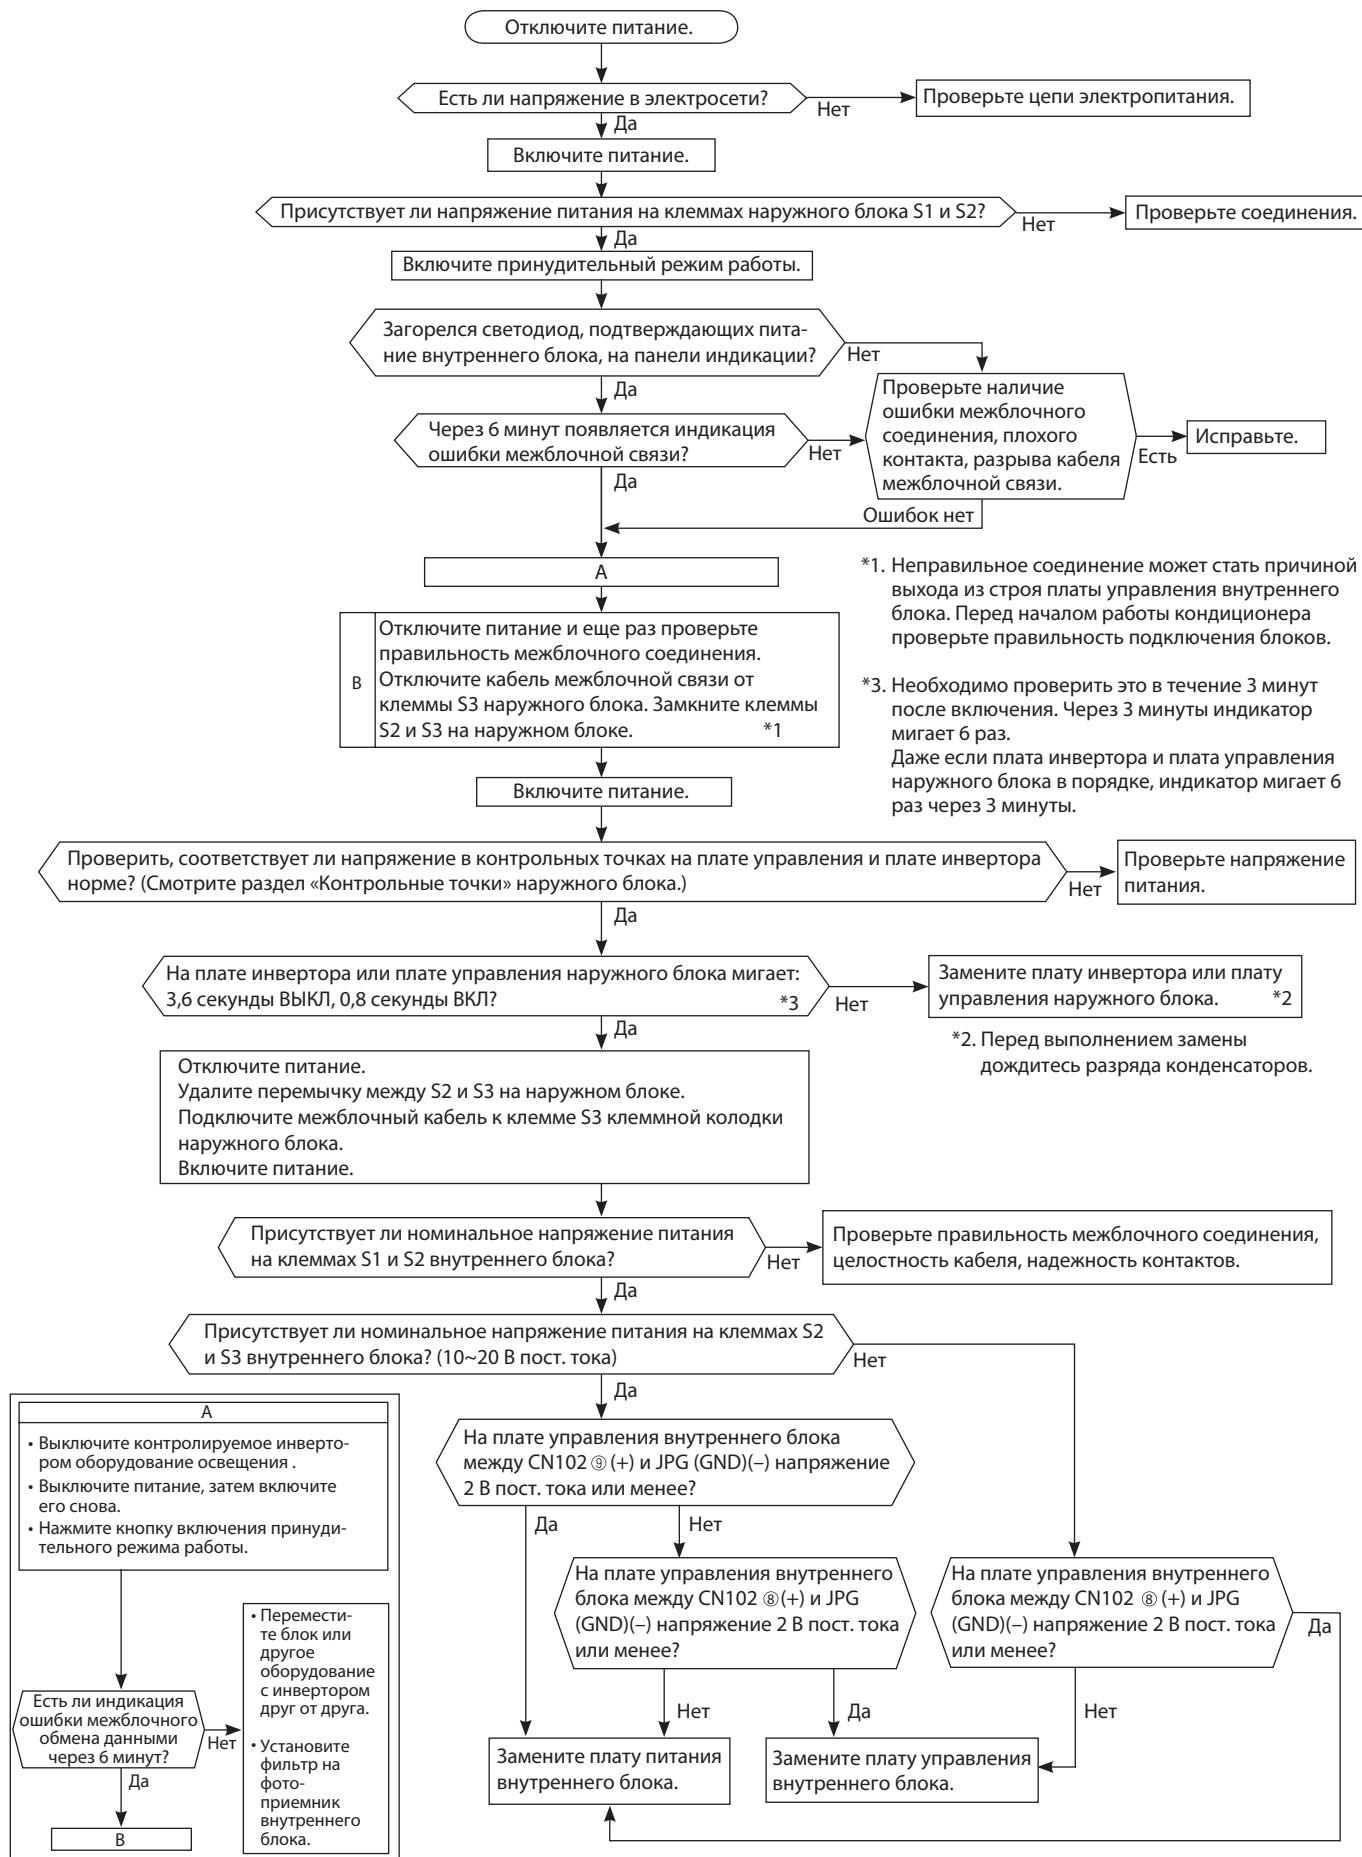 Отключите питание.
Есть ли напряжение в электросети?
Нет
Проверьте цепи электропитания.
Да
Включите питание.
Присутствует ли напряжение питания на клеммах наружного блока S1 и S2?
Нет
Проверьте соединения.
Да
Включите принудительный режим работы.
Загорелся светодиод, подтверждающих пита-
ние внутреннего блока, на панели индикации?
Нет
Да
Через 6 минут появляется индикация
ошибки межблочной связи?
Нет
Проверьте наличие
ошибки межблочного
соединения, плохого
контакта, разрыва кабеля
межблочной связи.
Есть
Исправьте.
Да
Ошибок нет
A
*1. Неправильное соединение может стать причиной
выхода из строя платы управления внутреннего
блока. Перед началом работы кондиционера
проверьте правильность подключения блоков.
B
Отключите питание и еще раз проверьте
правильность межблочного соединения.
Отключите кабель межблочной связи от
клеммы S3 наружного блока. Замкните клеммы
S2 и S3 на наружном блоке. *1
*3. Необходимо проверить это в течение 3 минут
после включения. Через 3 минуты индикатор
мигает 6 раз.
Даже если плата инвертора и плата управления
наружного блока в порядке, индикатор мигает 6
раз через 3 минуты.
Включите питание.
Проверить, соответствует ли напряжение в контрольных точках на плате управления и плате инвертора
норме? (Смотрите раздел «Контрольные точки» наружного блока.)
Нет
Проверьте напряжение
питания.
Да
На плате инвертора или плате управления наружного блока мигает:
3,6 секунды ВЫКЛ, 0,8 секунды ВКЛ? *3
Нет
Замените плату инвертора или плату
управления наружного блока. *2
Да
*2. Перед выполнением замены
дождитесь разряда конденсаторов.
Отключите питание.
Удалите перемычку между S2 и S3 на наружном блоке.
Подключите межблочный кабель к клемме S3 клеммной колодки
наружного блока.
Включите питание.
Присутствует ли номинальное напряжение питания
на клеммах S1 и S2 внутреннего блока?
Нет
Проверьте правильность межблочного соединения,
целостность кабеля, надежность контактов.
Да
Присутствует ли номинальное напряжение питания на клеммах S2
и S3 внутреннего блока? (10~20 В пост. тока)
Нет
Да
На плате управления внутреннего блока
между CN102 ⑨ (+) и JPG (GND)(–) напряжение
2 В пост. тока или менее?
Да
Нет
На плате управления внутреннего
блока между CN102 ⑧ (+) и JPG
(GND)(–) напряжение 2 В пост. тока
или менее?
На плате управления внутреннего
блока между CN102 ⑧ (+) и JPG
(GND)(–) напряжение 2 В пост. тока
или менее?
Да
Нет
Да
Нет
Замените плату питания
внутреннего блока.
Замените плату управления
внутреннего блока.
A
• Выключите контролируемое инверто-
ром оборудование освещения .
• Выключите питание, затем включите
его снова.
• Нажмите кнопку включения принуди-
тельного режима работы.
Есть ли индикация
ошибки межблочного
обмена данными
через 6 минут?
Нет
• Перемести-
те блок или
другое
оборудование
с инвертором
друг от друга.
• Установите
фильтр на
фото-
приемник
внутреннего
блока.
Да
B